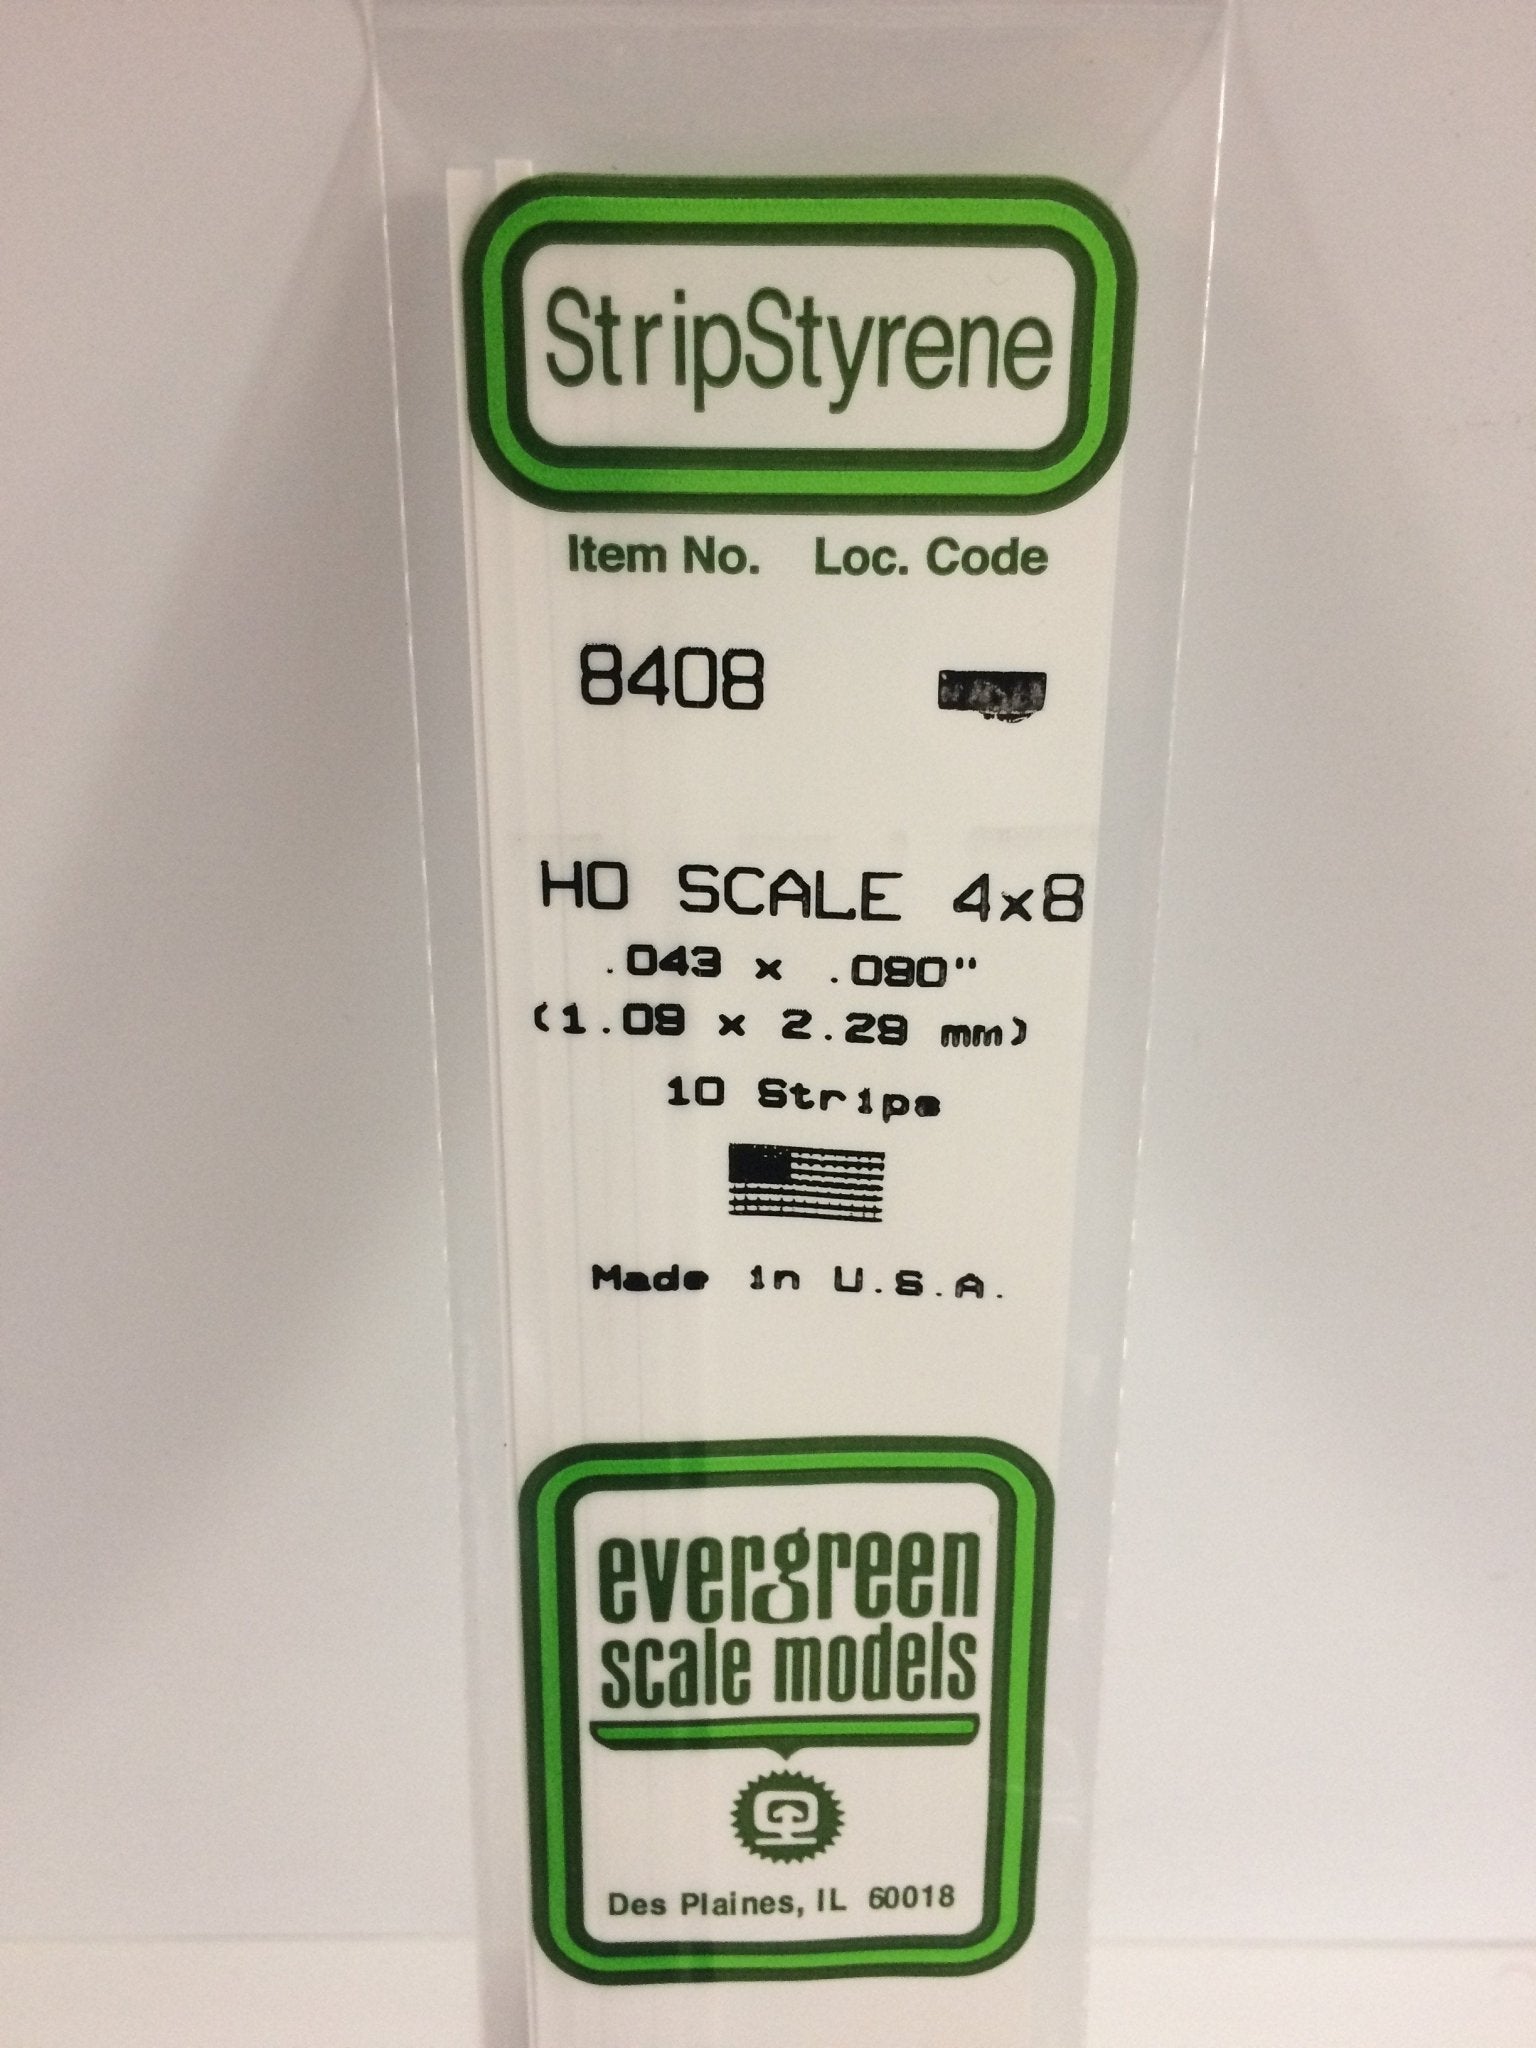 StripStyrene
Item No. Loc. Code
8408
HO SCALE 4x8
.043 x .090"
(1.09 x 2.29 mm)
10 Strips
Made in U.S.A.
evergreen
scale models
Des Plaines, IL 60018